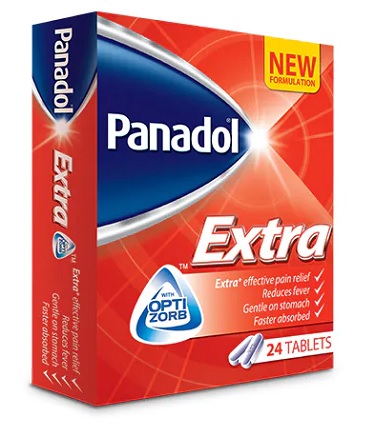 NEW
FORMULATION
Panadol®
Extra
Extra⁺ effective pain relief ✓
Reduces fever ✓
Gentle on stomach ✓
Faster absorbed ✓
WITH
OPTI
ZORB
™
24 TABLETS
Panadol
Extra
™
Extra⁺ effective pain relief ✓
Reduces fever ✓
Gentle on stomach ✓
Faster absorbed ✓